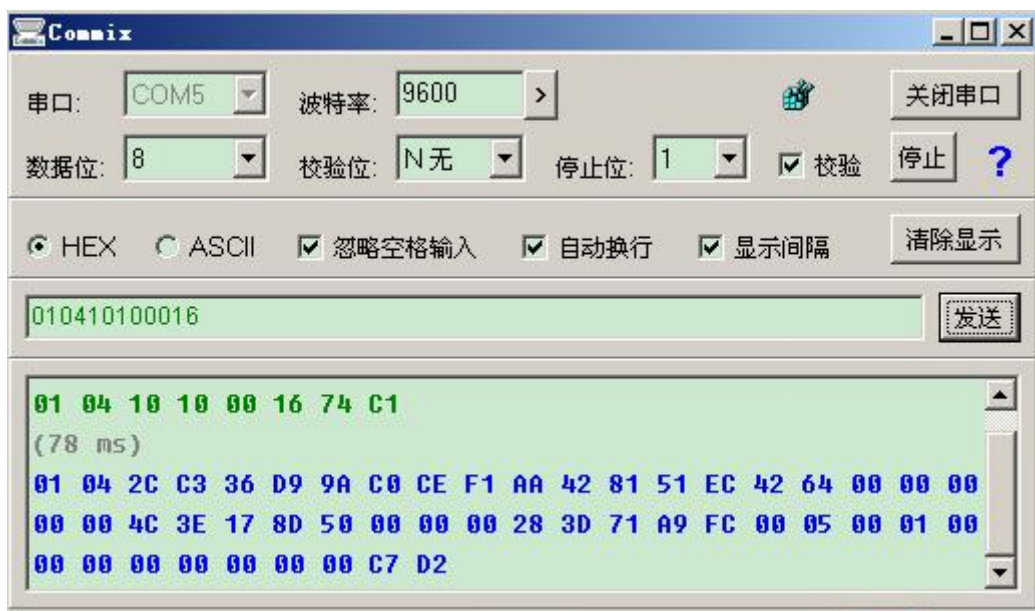 Commix
串口: COM5 波特率: 9600 > 关闭串口
数据位: 8 校验位: N 无 停止位: 1 校验 停止 ?
HEX ASCII 忽略空格输入 自动换行 显示间隔 清除显示
010410100016 发送
01 04 10 10 00 16 74 C1
(78 ms)
01 04 2C C3 36 D9 9A C0 CE F1 AA 42 81 51 EC 42 64 00 00 00
00 00 4C 3E 17 8D 50 00 00 00 28 3D 71 A9 FC 00 05 00 01 00
00 00 00 00 00 00 00 C7 D2